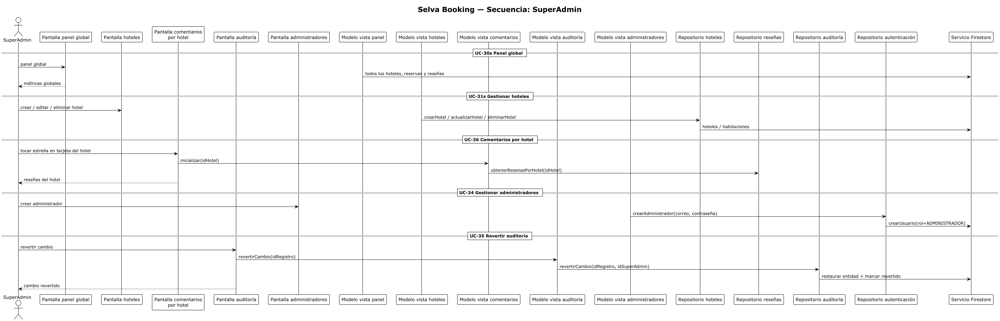 Selva Booking — Secuencia: SuperAdmin
SuperAdmin
Pantalla panel global
Pantalla hoteles
Pantalla comentarios
por hotel
Pantalla auditoría
Pantalla administradores
Modelo vista panel
Modelo vista hoteles
Modelo vista comentarios
Modelo vista auditoría
Modelo vista administradores
Repositorio hoteles
Repositorio reseñas
Repositorio auditoría
Repositorio autenticación
Servicio Firestore
UC-30s Panel global
panel global
todos los hoteles, reservas y reseñas
métricas globales
UC-31s Gestionar hoteles
crear / editar / eliminar hotel
crearHotel / actualizarHotel / eliminarHotel
hoteles / habitaciones
UC-36 Comentarios por hotel
tocar estrella en tarjeta del hotel
inicializar(idHotel)
obtenerResenasPorHotel(idHotel)
reseñas del hotel
UC-34 Gestionar administradores
crear administrador
crearAdministrador(correo, contraseña)
crearUsuario(rol=ADMINISTRADOR)
UC-35 Revertir auditoría
revertir cambio
revertirCambio(idRegistro)
revertirCambio(idRegistro, idSuperAdmin)
restaurar entidad + marcar revertido
cambio revertido
SuperAdmin
Pantalla panel global
Pantalla hoteles
Pantalla comentarios
por hotel
Pantalla auditoría
Pantalla administradores
Modelo vista panel
Modelo vista hoteles
Modelo vista comentarios
Modelo vista auditoría
Modelo vista administradores
Repositorio hoteles
Repositorio reseñas
Repositorio auditoría
Repositorio autenticación
Servicio Firestore